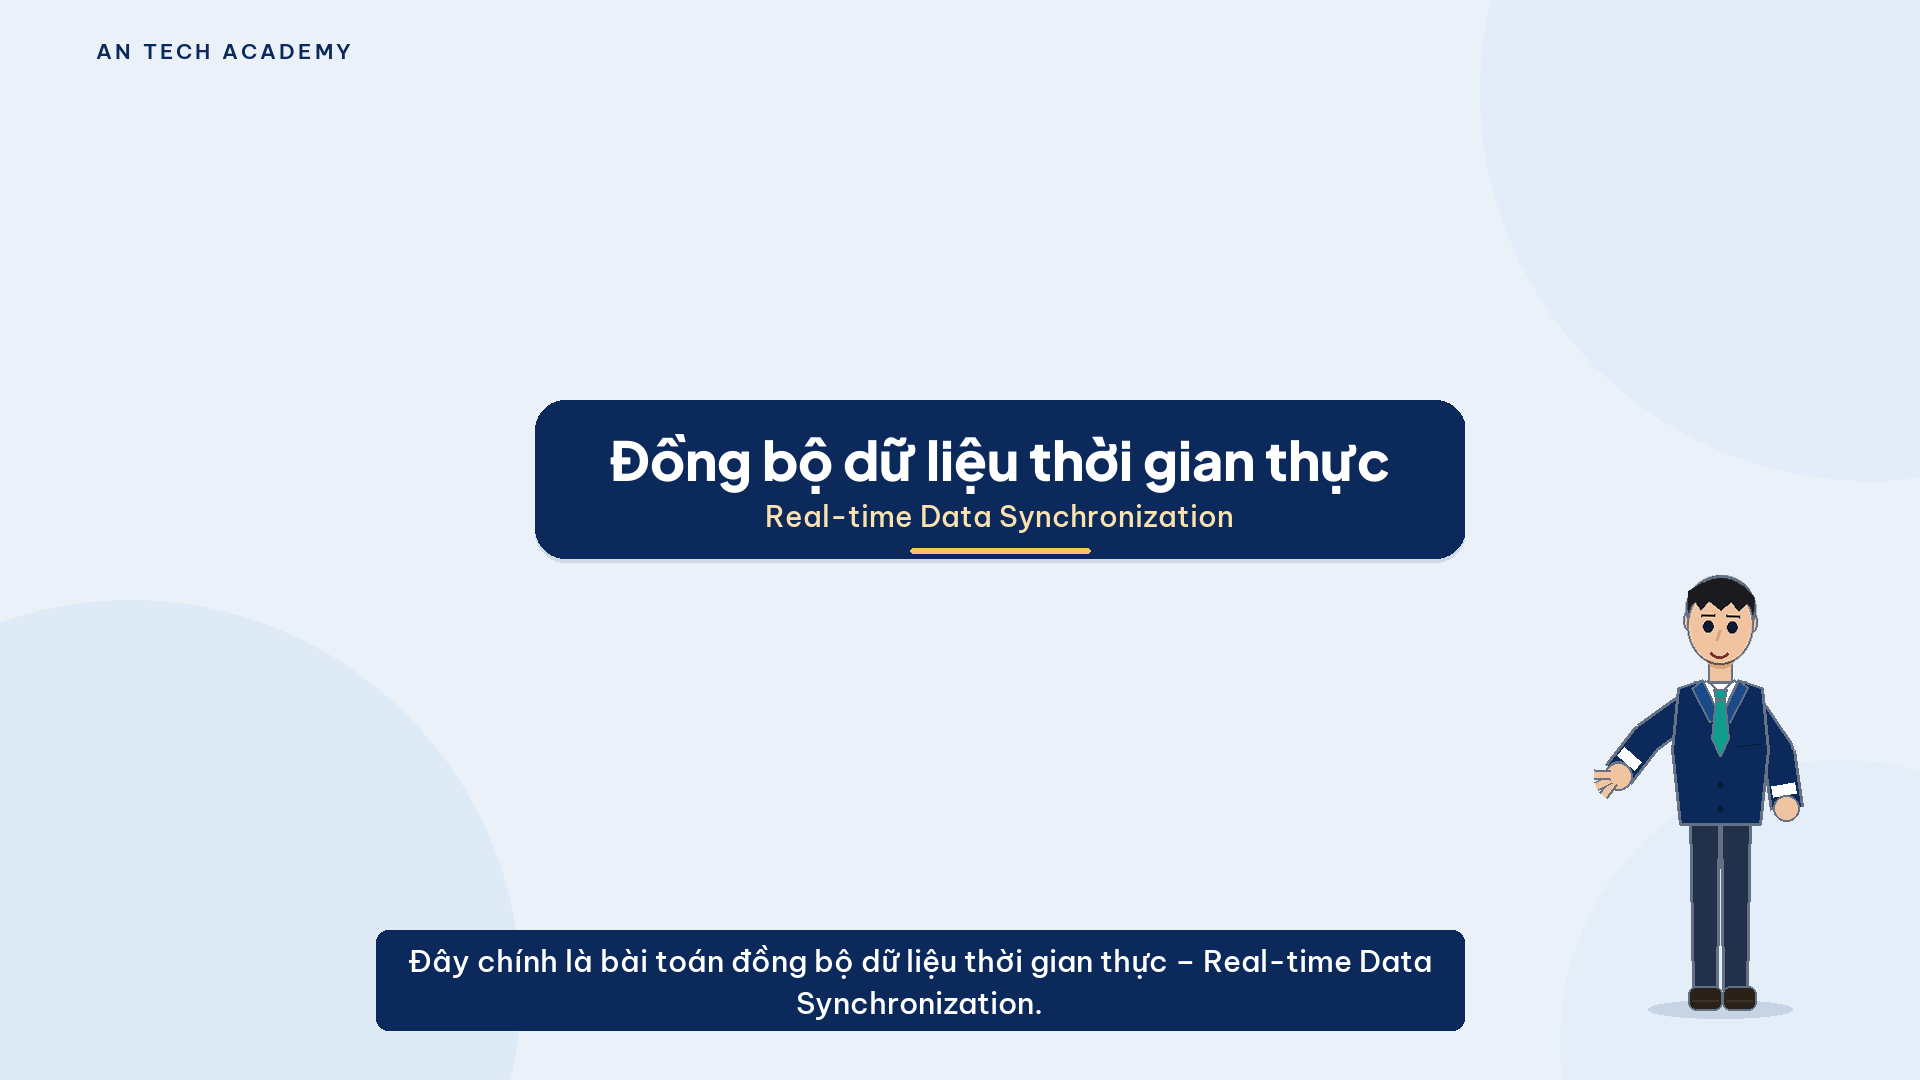 AN TECH ACADEMY
Đồng bộ dữ liệu thời gian thực
Real-time Data Synchronization
Đây chính là bài toán đồng bộ dữ liệu thời gian thực – Real-time Data
Synchronization.